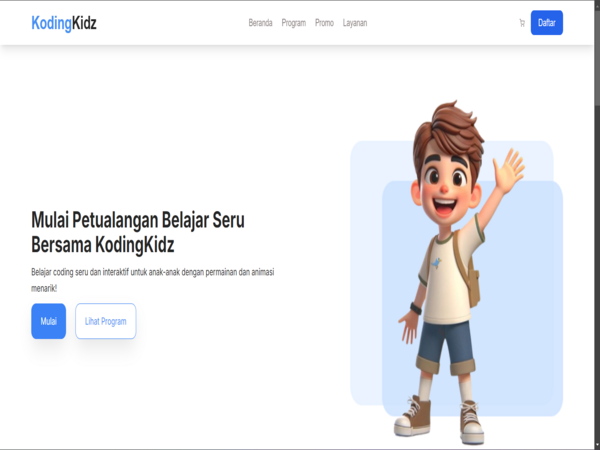 KodingKidz
Beranda Program Promo Layanan
Daftar
Mulai Petualangan Belajar Seru
Bersama KodingKidz
Belajar coding seru dan interaktif untuk anak-anak dengan permainan dan animasi
menarik!
Mulai
Lihat Program